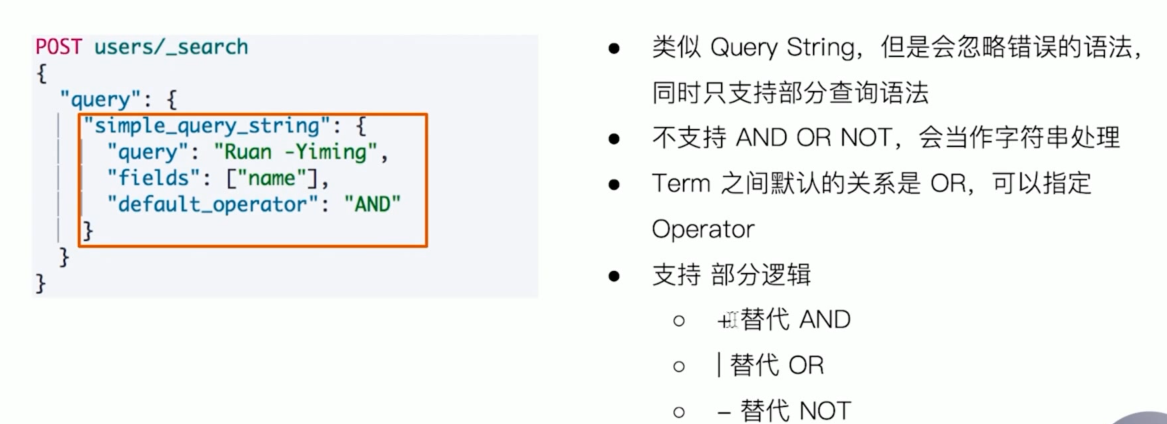 POST users/_search
{
"query": {
"simple_query_string": {
"query": "Ruan -Yiming",
"fields": ["name"],
"default_operator": "AND"
}
}
}
● 类似 Query String，但是会忽略错误的语法，
同时只支持部分查询语法
● 不支持 AND OR NOT，会当作字符串处理
● Term 之间默认的关系是 OR，可以指定
Operator
● 支持 部分逻辑
○ + 替代 AND
○ | 替代 OR
○ – 替代 NOT